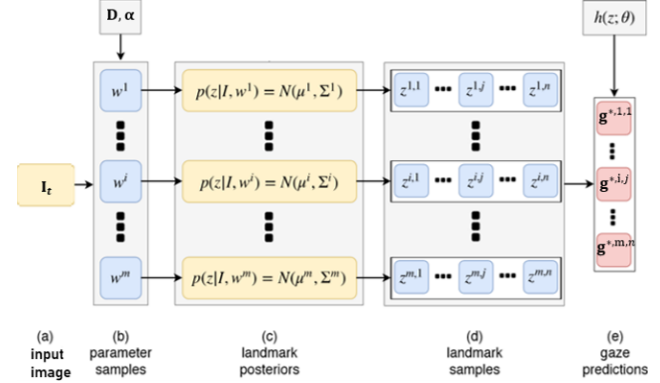 D, α
h(z; θ)
w¹ p(z|I, w¹) = N(μ¹, Σ¹) z¹,¹ ⋯ z¹,ʲ ⋯ z¹,ⁿ
g*,1,1
I_t wⁱ p(z|I, wⁱ) = N(μⁱ, Σⁱ) zⁱ,¹ ⋯ zⁱ,ʲ ⋯ zⁱ,ⁿ g*,i,j
wᵐ p(z|I, wᵐ) = N(μᵐ, Σᵐ) zᵐ,¹ ⋯ zᵐ,ʲ ⋯ zᵐ,ⁿ
g*,m,n
(a) (b) (c) (d) (e)
input parameter landmark landmark gaze
image samples posteriors samples predictions